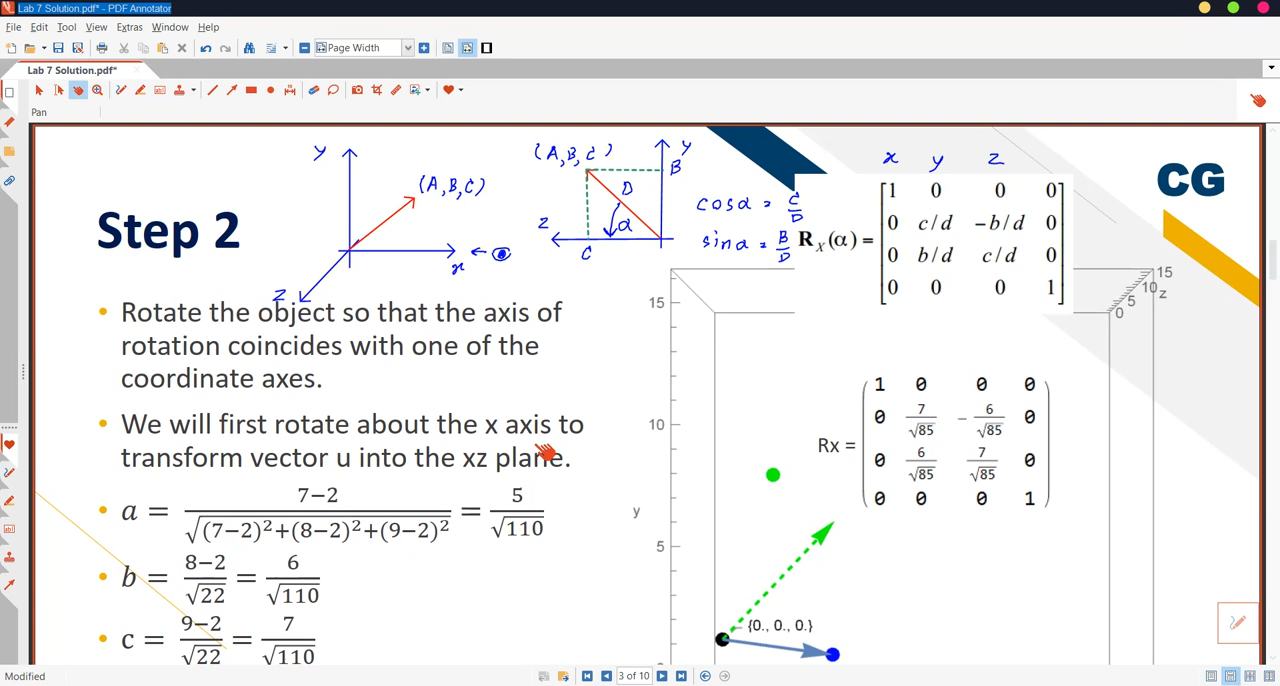 Lab 7 Solution.pdf* - PDF Annotator
File Edit Tool View Extras Window Help
Page Width
Lab 7 Solution.pdf*
Pan
Step 2
y
(A,B,C)
x
Z
(A,B,C)
y
B
D
α
Z
C
cosα = C/D
sinα = B/D
x y z
R_X(α) =
1 0 0 0
0 c/d -b/d 0
0 b/d c/d 0
0 0 0 1
CG
• Rotate the object so that the axis of
rotation coincides with one of the
coordinate axes.
• We will first rotate about the x axis to
transform vector u into the xz plane.
• a = 7−2 / √(7−2)²+(8−2)²+(9−2)² = 5/√110
• b = 8−2/√22 = 6/√110
• c = 9−2/√22 = 7/√110
Rx =
1 0 0 0
0 7/√85 - 6/√85 0
0 6/√85 7/√85 0
0 0 0 1
15
10
5
y
15
10
5
0
z
{0., 0., 0.}
Modified
3 of 10